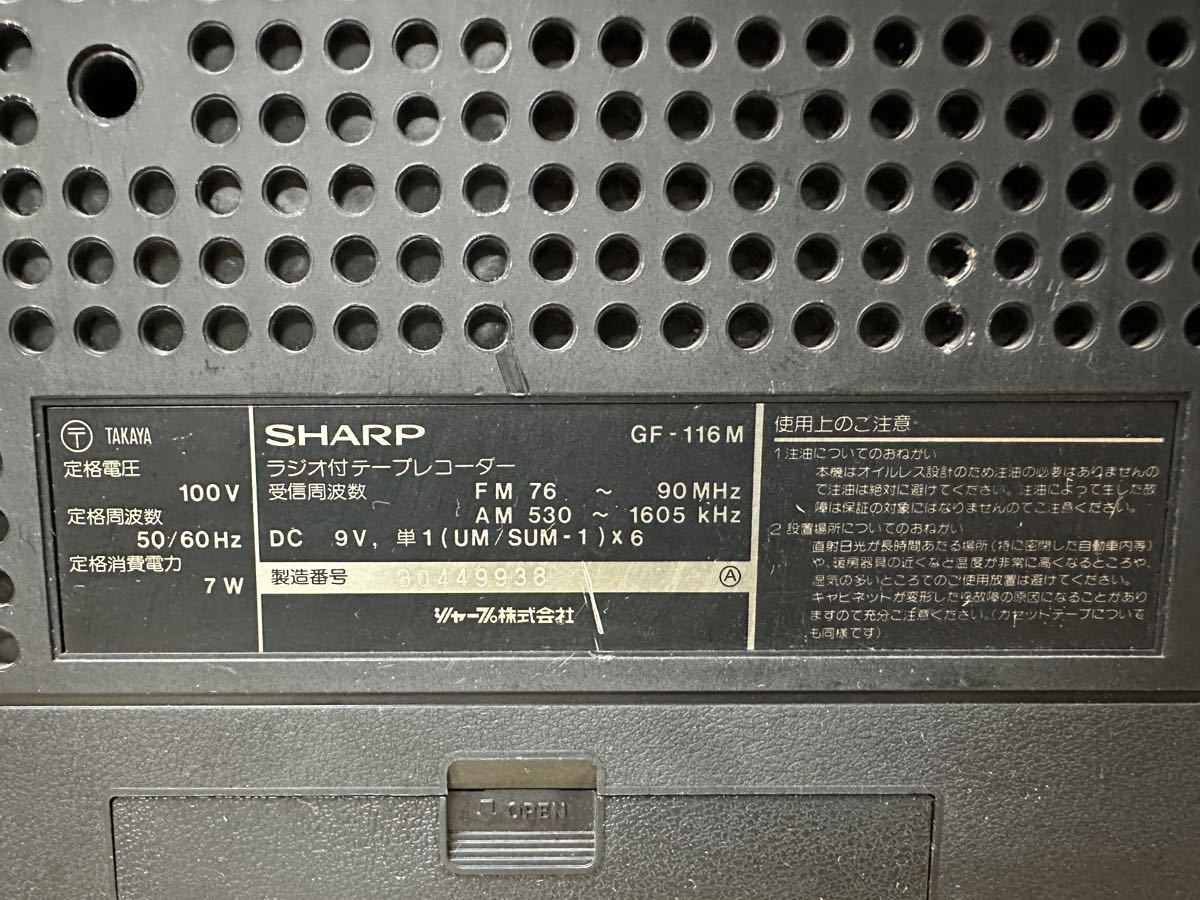 〒 TAKAYA
定格電圧
100V
定格周波数
50/60Hz
定格消費電力
7W
SHARP GF-116M
ラジオ付テープレコーダー
受信周波数 FM 76 ～ 90MHz
AM 530 ～ 1605 kHz
DC 9V, 単1(UM/SUM-1)×6
製造番号 80449938 Ⓐ
シャープ株式会社
使用上のご注意
1 注油についてのおねがい
本機はオイルレス設計のため注油の必要はありませんの
で注油は絶対に避けてください。注油によって生じた故
障は保証の対象にはなりませんのでご注意ください。
2 設置場所についてのおねがい
直射日光が長時間あたる場所(特に密閉した自動車内等)
や、暖房器具の近くなど温度が非常に高くなるところや、
湿気の多いところでのご使用放置は避けてください。
キャビネットが変形したり故障の原因になることがあり
ますので充分ご注意ください。(カセットテープについて
も同様です)
OPEN